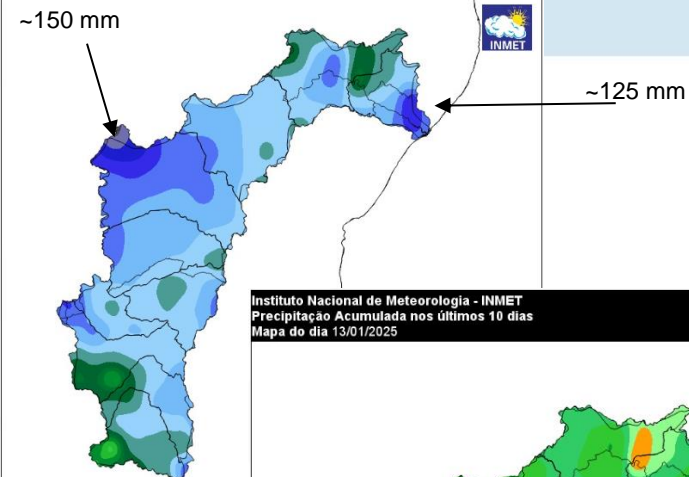 ~150 mm
INMET
~125 mm
Instituto Nacional de Meteorologia - INMET
Precipitação Acumulada nos últimos 10 dias
Mapa do dia 13/01/2025